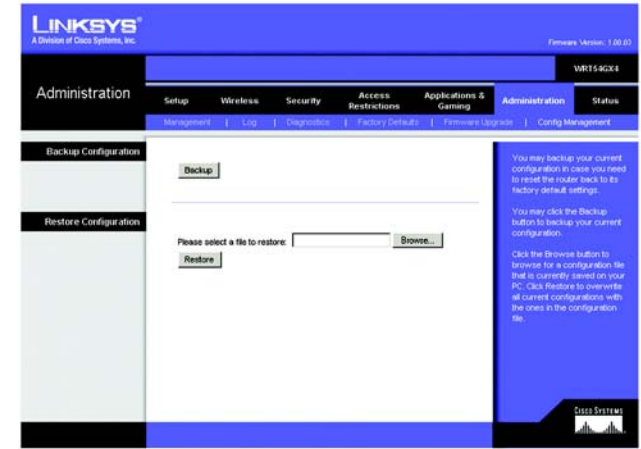 LINKSYS®
A Division of Cisco Systems, Inc.
Firmware Version: 1.00.03
WRT54GX4
Administration
Setup Wireless Security Access Restrictions Applications & Gaming Administration Status
Management | Log | Diagnostics | Factory Defaults | Firmware Upgrade | Config Management
Backup Configuration
Backup
Restore Configuration
Please select a file to restore: Browse...
Restore
You may backup your current
configuration in case you need
to reset the router back to its
factory default settings.
You may click the Backup
button to backup your current
configuration.
Click the Browse button to
browse for a configuration file
that is currently saved on your
PC. Click Restore to overwrite
all current configurations with
the ones in the configuration
file.
CISCO SYSTEMS